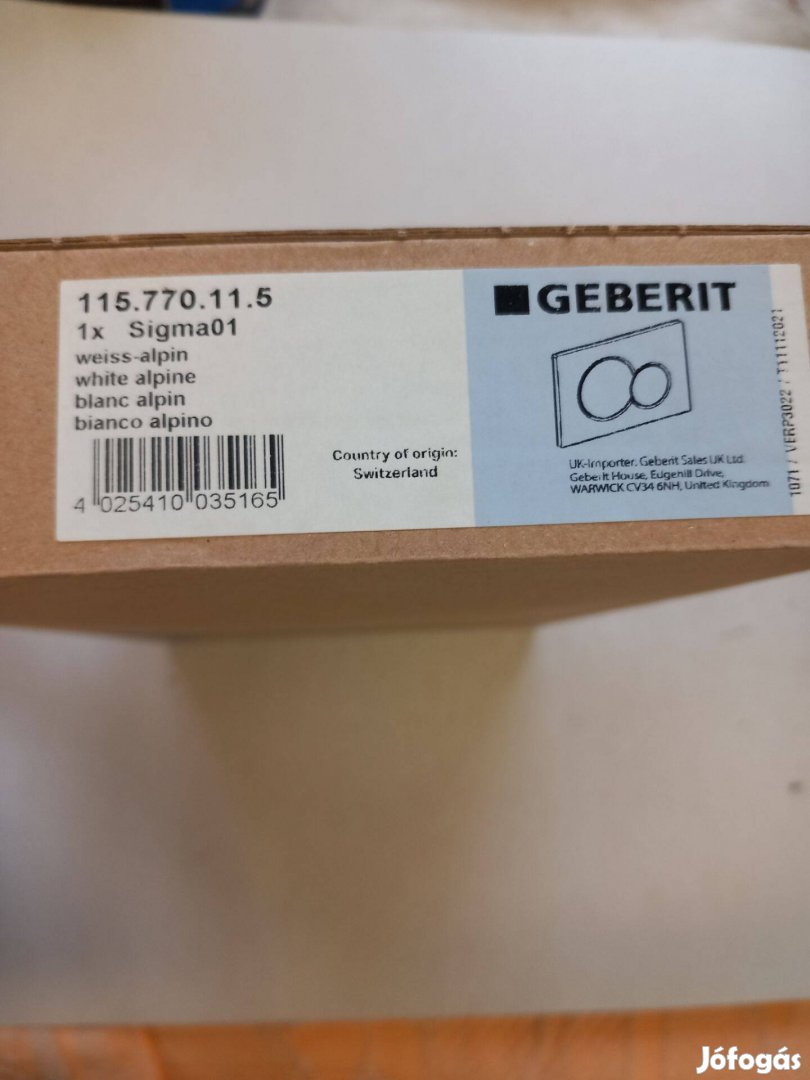 115.770.11.5
1x Sigma01
weiss-alpin
white alpine
blanc alpin
bianco alpino
4 025410 035165
Country of origin:
Switzerland
GEBERIT
UK-Importer. Geberit Sales UK Ltd.
Geberit House, Edgehill Drive,
WARWICK CV34 6NH, United Kingdom
1071 / VERP3022 / T11112021
Jófogás